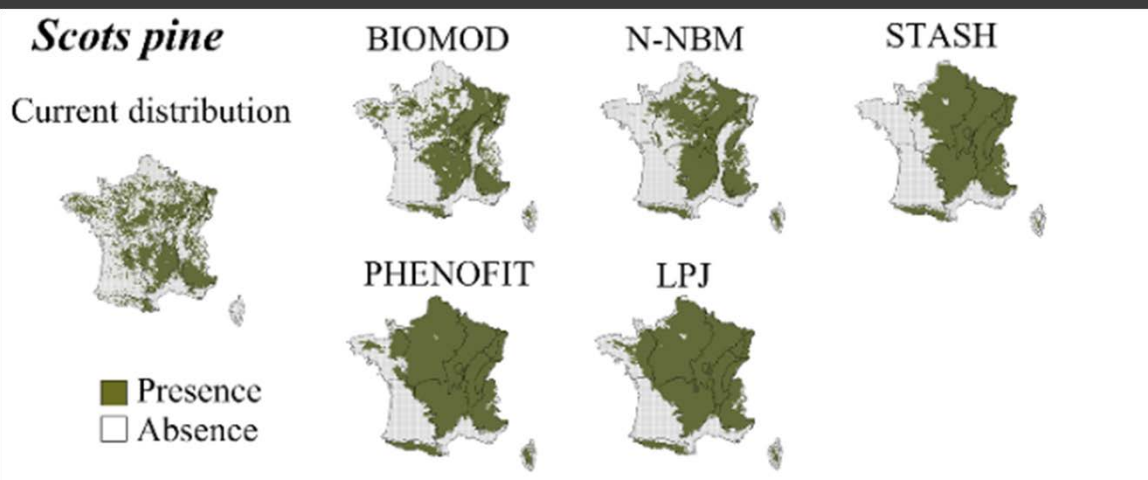 Scots pine
BIOMOD
N-NBM
STASH
Current distribution
PHENOFIT
LPJ
Presence
Absence